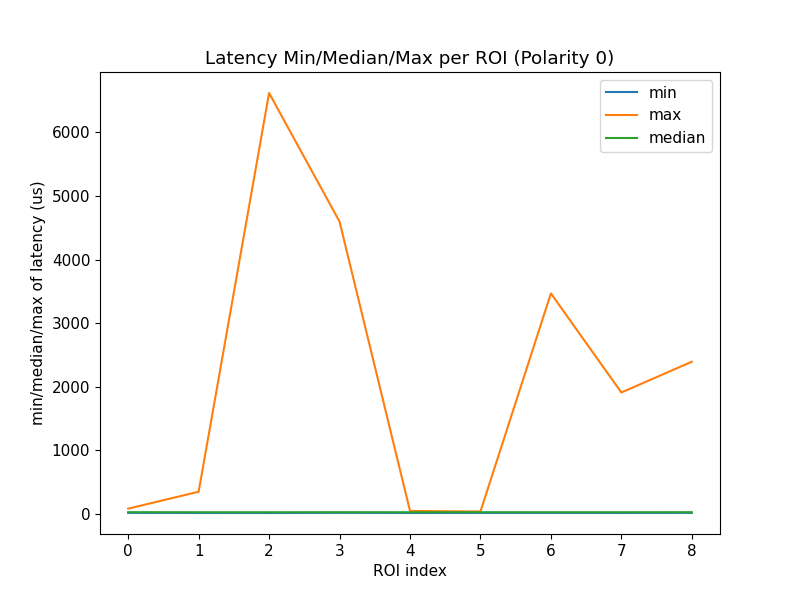 Latency Min/Median/Max per ROI (Polarity 0)
min
max
median
min/median/max of latency (us)
6000
5000
4000
3000
2000
1000
0
0 1 2 3 4 5 6 7 8
ROI index